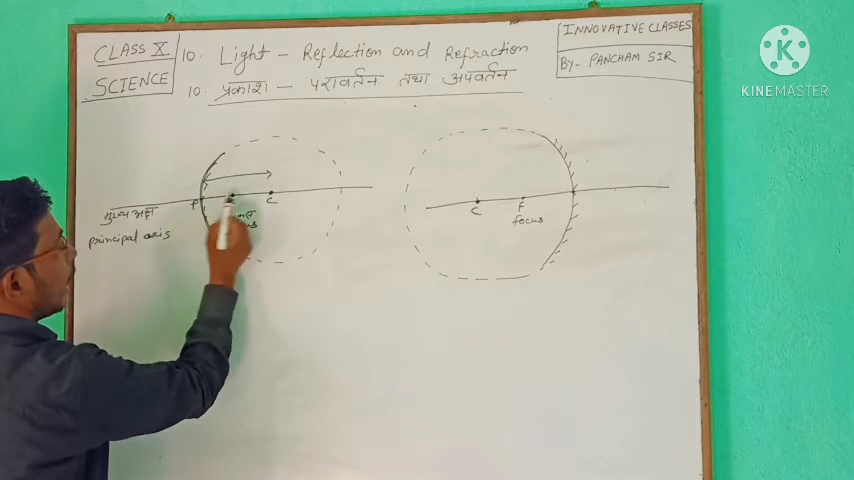 CLASS X
SCIENCE
10. Light - Reflection and Refraction
10. प्रकाश - परावर्तन तथा अपवर्तन
INNOVATIVE CLASSES
BY- PANCHAM SIR
KINEMASTER
मुख्य अक्ष
principal axis
P
C
C
F
focus